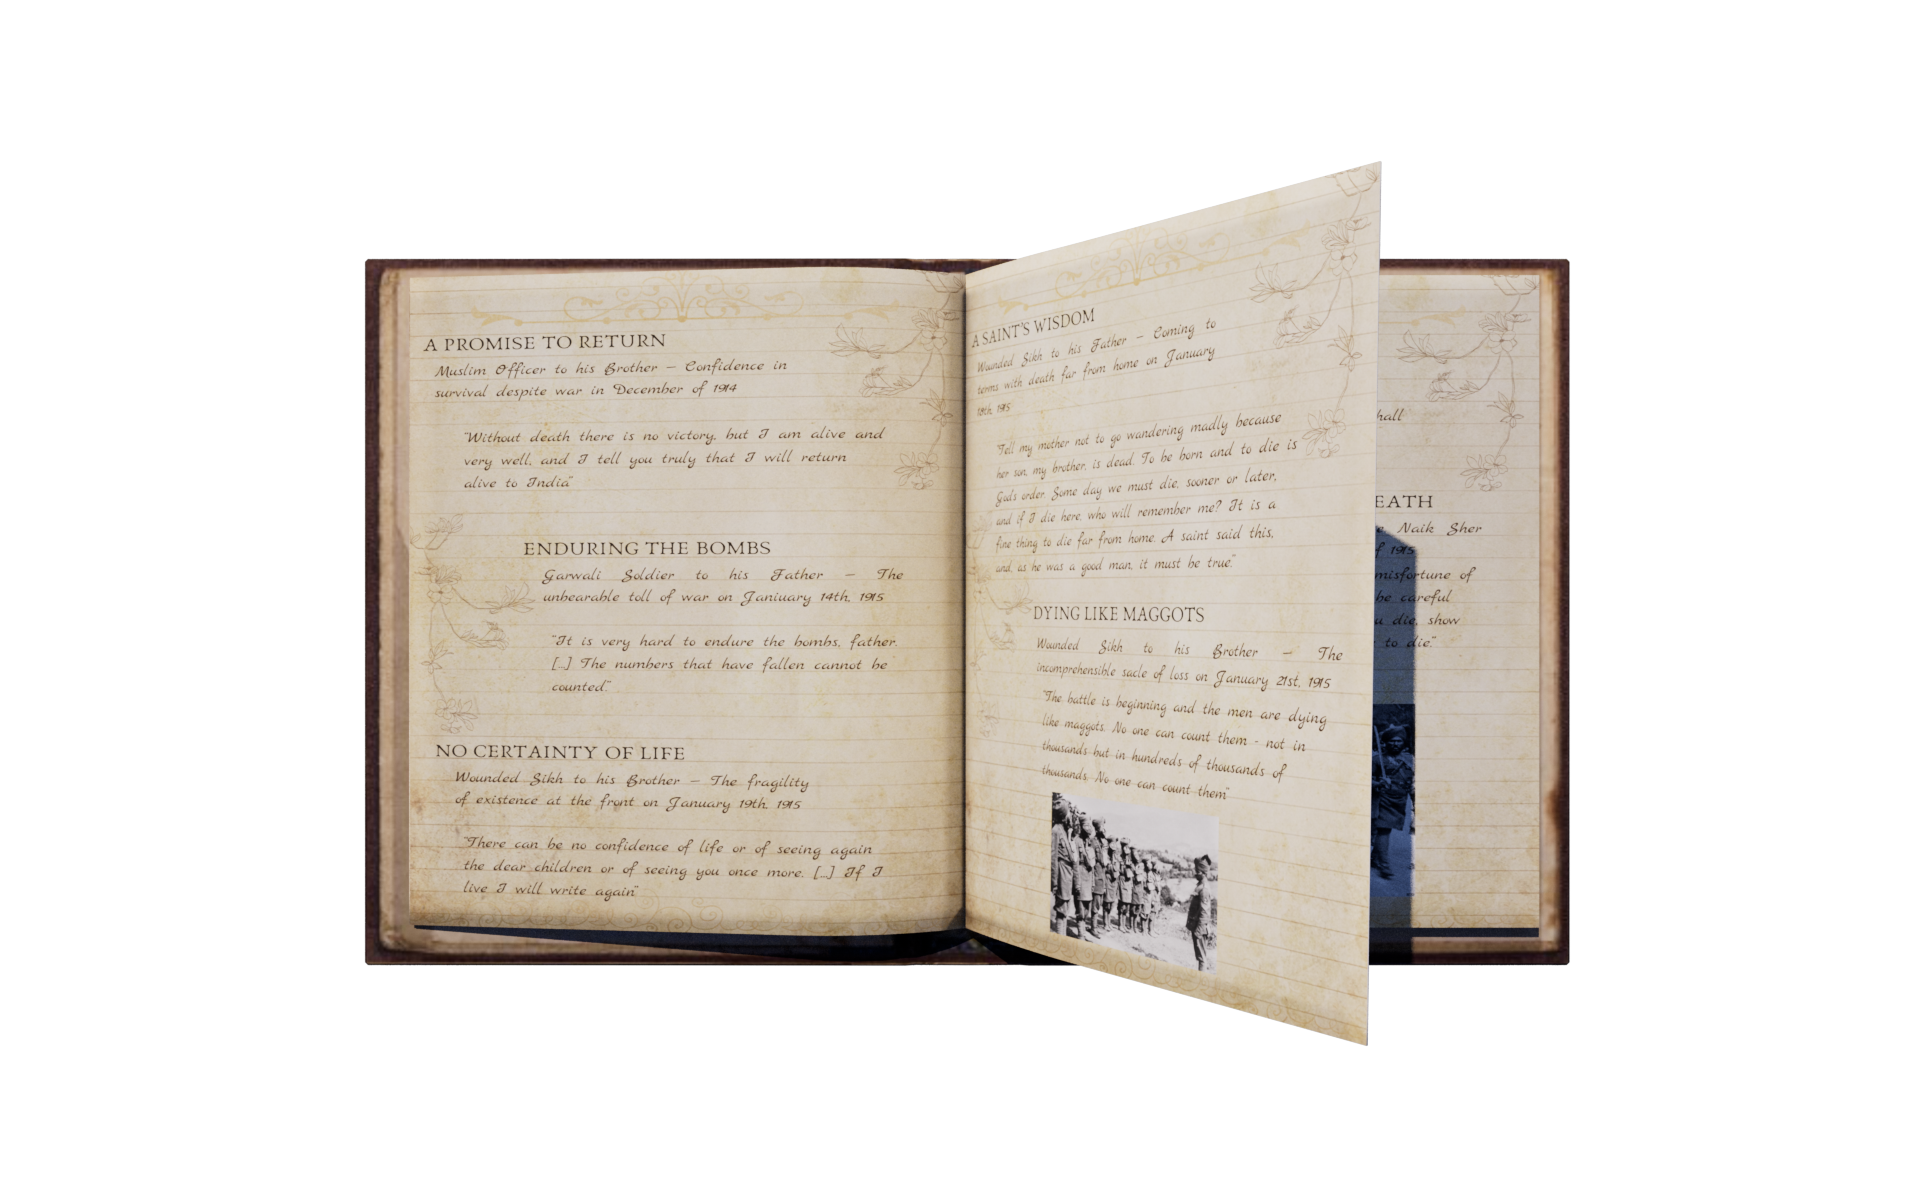 A PROMISE TO RETURN
Muslim Officer to his Brother – Confidence in
survival despite war in December of 1914
"Without death there is no victory, but I am alive and
very well, and I tell you truly that I will return
alive to India"
ENDURING THE BOMBS
Garwali Soldier to his Father – The
unbearable toll of war on Janiuary 14th, 1915
"It is very hard to endure the bombs, father.
[...] The numbers that have fallen cannot be
counted".
NO CERTAINTY OF LIFE
Wounded Sikh to his Brother – The fragility
of existence at the front on January 19th, 1915
"There can be no confidence of life or of seeing again
the dear children or of seeing you once more. [...] If I
live I will write again"
A SAINT'S WISDOM
Wounded Sikh to his Father – Coming to
terms with death far from home on January
18th, 1915
"Tell my mother not to go wandering madly because
her son, my brother, is dead. To be born and to die is
God's order. Some day we must die, sooner or later,
and if I die here, who will remember me? It is a
fine thing to die far from home. A saint said this,
and, as he was a good man, it must be true."
DYING LIKE MAGGOTS
Wounded Sikh to his Brother – The
incomprehensible sacle of loss on January 21st, 1915
"The battle is beginning and the men are dying
like maggots. No one can count them - not in
thousands but in hundreds of thousands of
thousands. No one can count them"
hall
EATH
Naik Sher
f 1915
misfortune of
be careful
u die, show
to die".